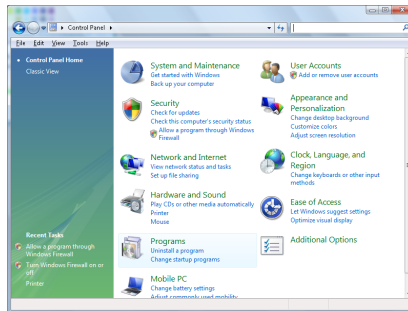 Control Panel
File Edit View Tools Help
Control Panel Home
Classic View
Recent Tasks
Allow a program through
Windows Firewall
Turn Windows Firewall on or
off
Printer
System and Maintenance
Get started with Windows
Back up your computer
Security
Check for updates
Check this computer's security status
Allow a program through Windows
Firewall
Network and Internet
View network status and tasks
Set up file sharing
Hardware and Sound
Play CDs or other media automatically
Printer
Mouse
Programs
Uninstall a program
Change startup programs
Mobile PC
Change battery settings
Adjust commonly used mobility
User Accounts
Add or remove user accounts
Appearance and
Personalization
Change desktop background
Customize colors
Adjust screen resolution
Clock, Language, and
Region
Change keyboards or other input
methods
Ease of Access
Let Windows suggest settings
Optimize visual display
Additional Options